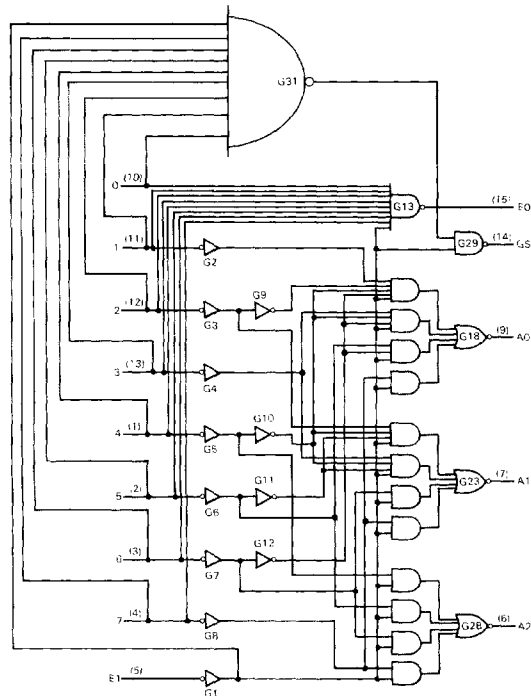 G31
0 (10)
G13
(15) EO
G29
(14) GS
1 (11)
G2
2 (12)
G3
G9
G18
(9) A0
3 (13)
G4
4 (1)
G5
G10
5 (2)
G6
G11
G23
(7) A1
6 (3)
G7
G12
7 (4)
G8
G28
(6) A2
E1 (5)
G1